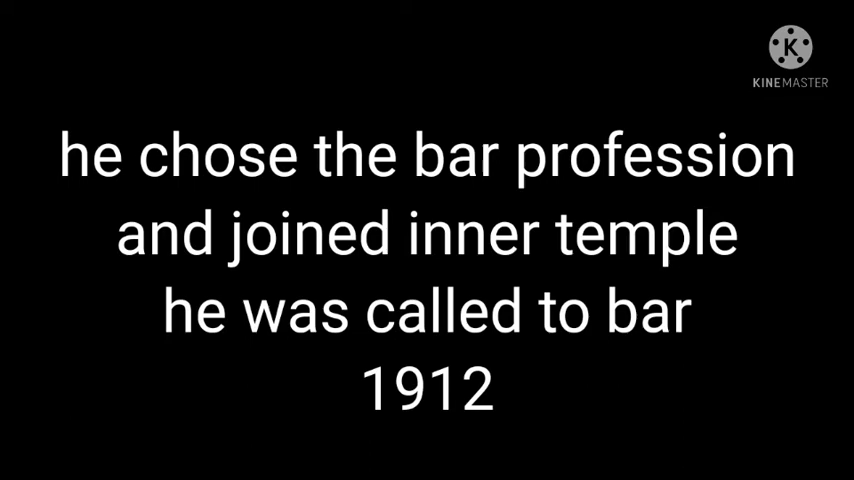 K
KINEMASTER
he chose the bar profession
and joined inner temple
he was called to bar
1912